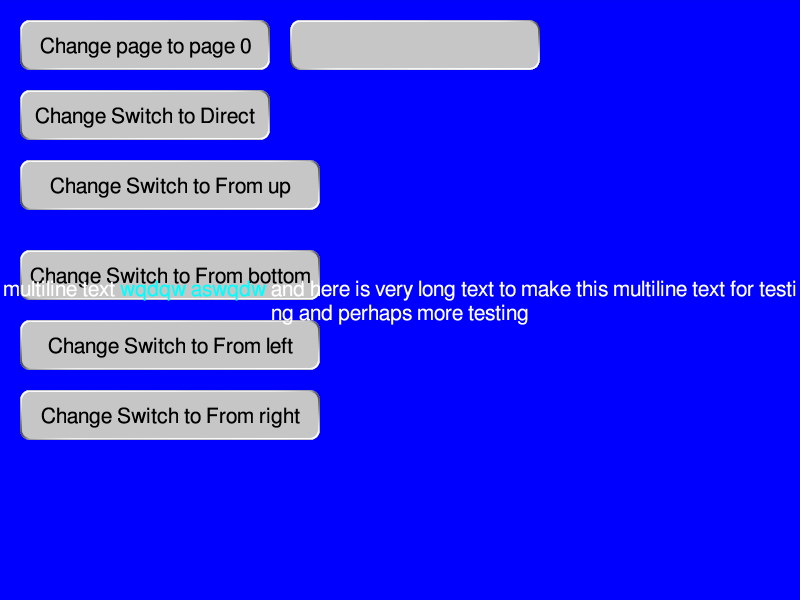 Change page to page 0
Change Switch to Direct
Change Switch to From up
Change Switch to From bottom
multiline text wqdqw aswqdw and here is very long text to make this multiline text for testi
ng and perhaps more testing
Change Switch to From left
Change Switch to From right